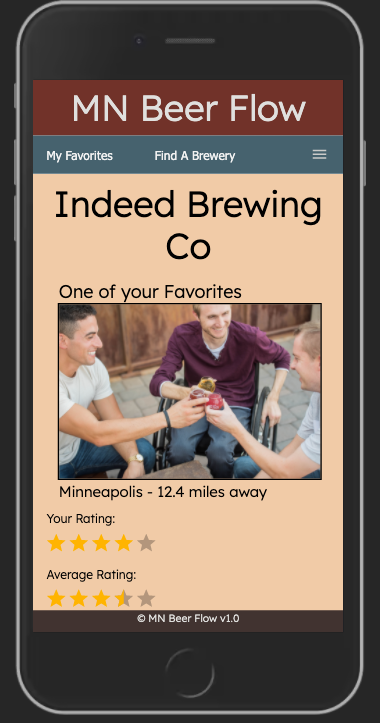 MN Beer Flow
My Favorites Find A Brewery
Indeed Brewing
Co
One of your Favorites
Minneapolis - 12.4 miles away
Your Rating:
Average Rating:
© MN Beer Flow v1.0